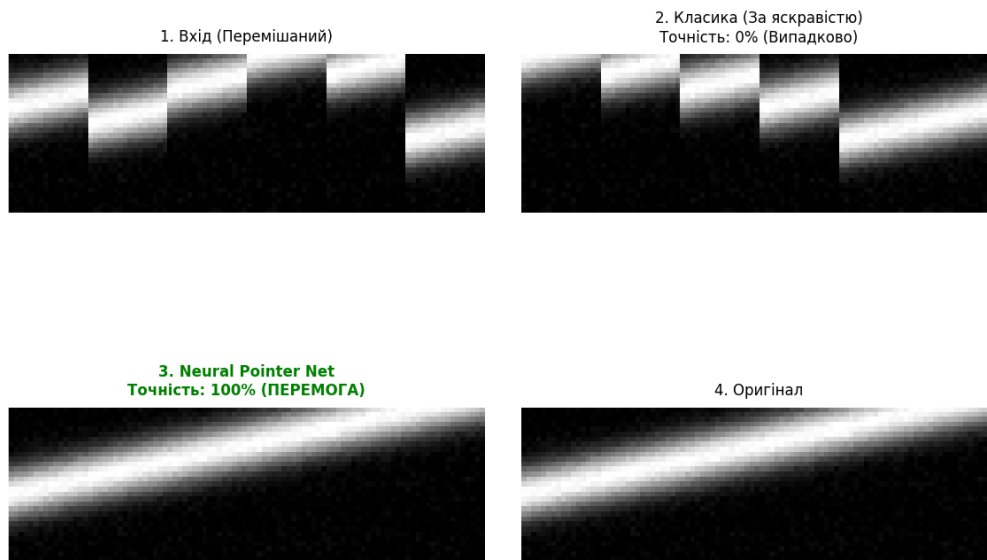 1. Вхід (Перемішаний)
2. Класика (За яскравістю)
Точність: 0% (Випадково)
3. Neural Pointer Net
Точність: 100% (ПЕРЕМОГА)
4. Оригінал